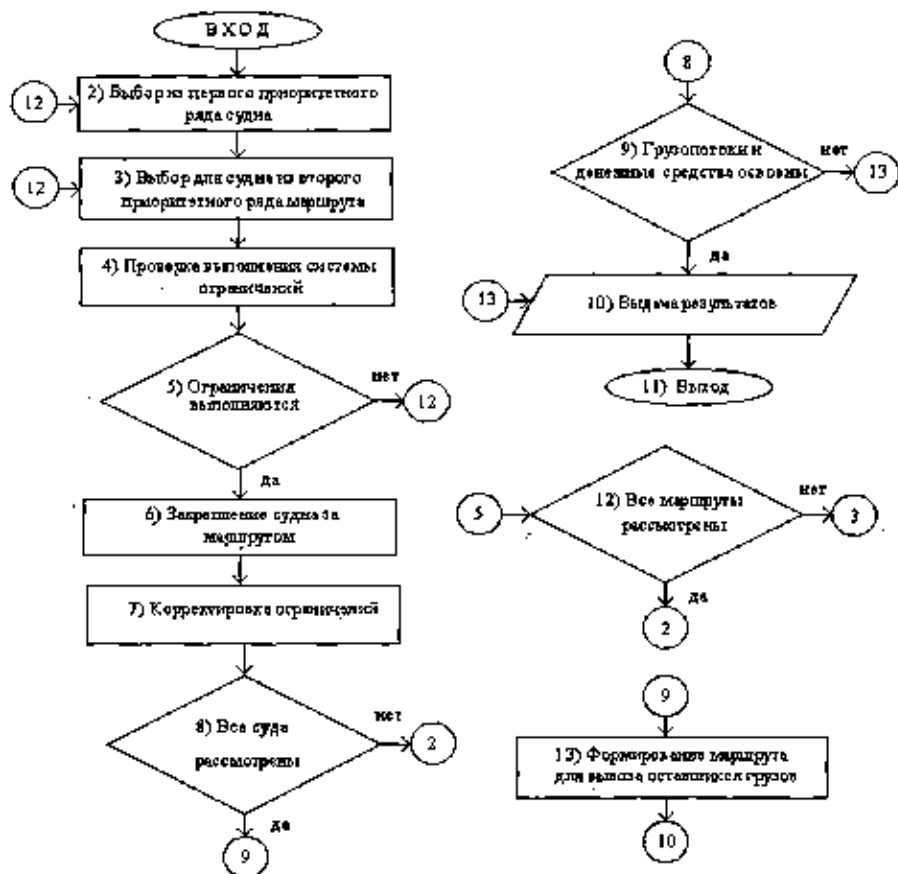 ВХОД
12
2) Выбор из первого приоритетного
ряда судна
12
3) Выбор для судна из второго
приоритетного ряда маршрута
4) Проверка выполнения системы
ограничений
5) Ограничения
выполняются
нет
12
да
6) Закрепление судна за
маршрутом
7) Корректировка ограничений
8) Все суда
рассмотрены
нет
2
да
9
8
9) Грузопотоки и
денежные средства освоены
нет
13
да
13
10) Выдача результатов
11) Выход
5
12) Все маршруты
рассмотрены
нет
3
да
2
9
13) Формирование маршрута
для вывоза оставшихся грузов
10